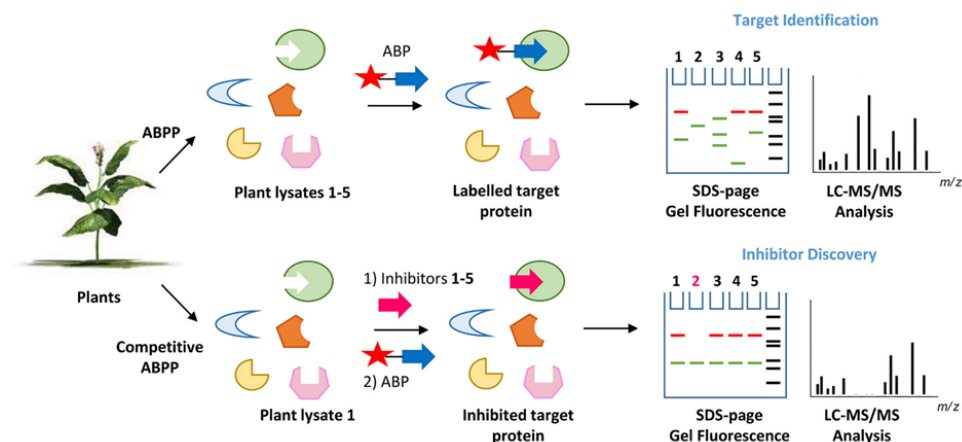 Target Identification
ABP
1 2 3 4 5
ABPP
Plant lysates 1-5
Labelled target
protein
SDS-page
Gel Fluorescence
m/z
LC-MS/MS
Analysis
Plants
Inhibitor Discovery
1) Inhibitors 1-5
1 2 3 4 5
Competitive
ABPP
2) ABP
Plant lysate 1
Inhibited target
protein
SDS-page
Gel Fluorescence
m/z
LC-MS/MS
Analysis